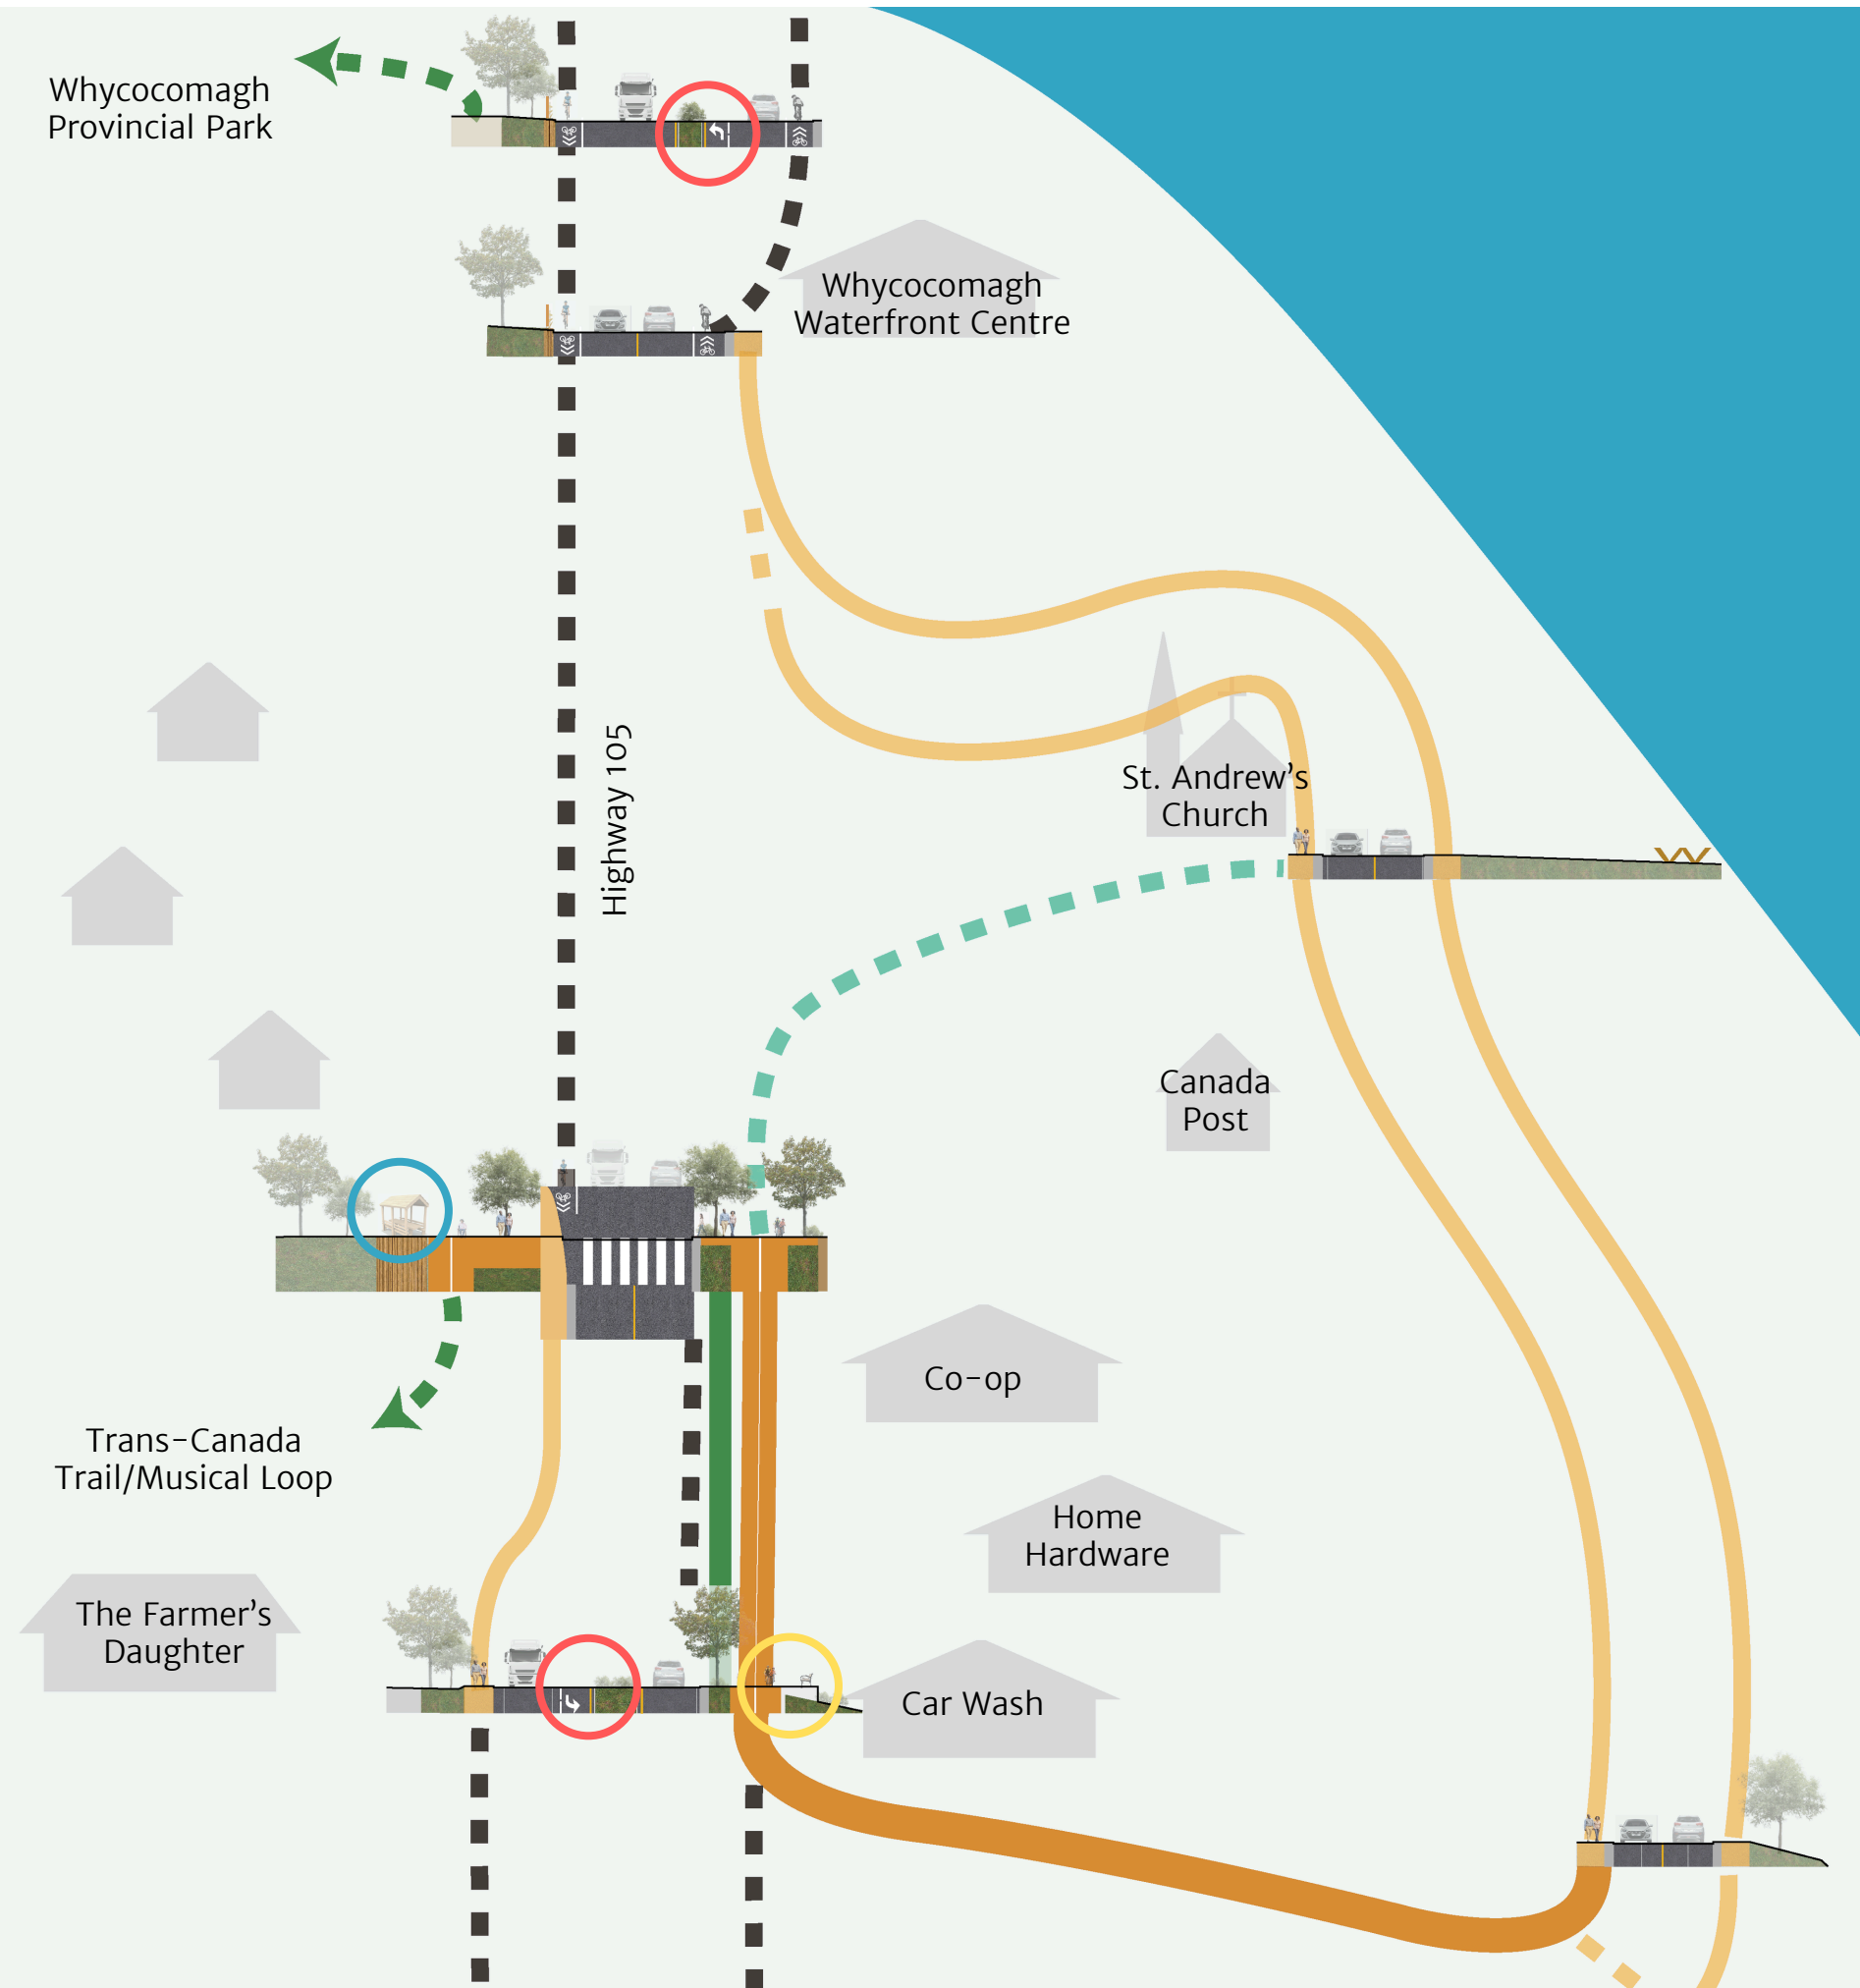 Whycocomagh
Provincial Park
Whycocomagh
Waterfront Centre
Highway 105
St. Andrew's
Church
Canada
Post
Co-op
Trans-Canada
Trail/Musical Loop
Home
Hardware
The Farmer's
Daughter
Car Wash